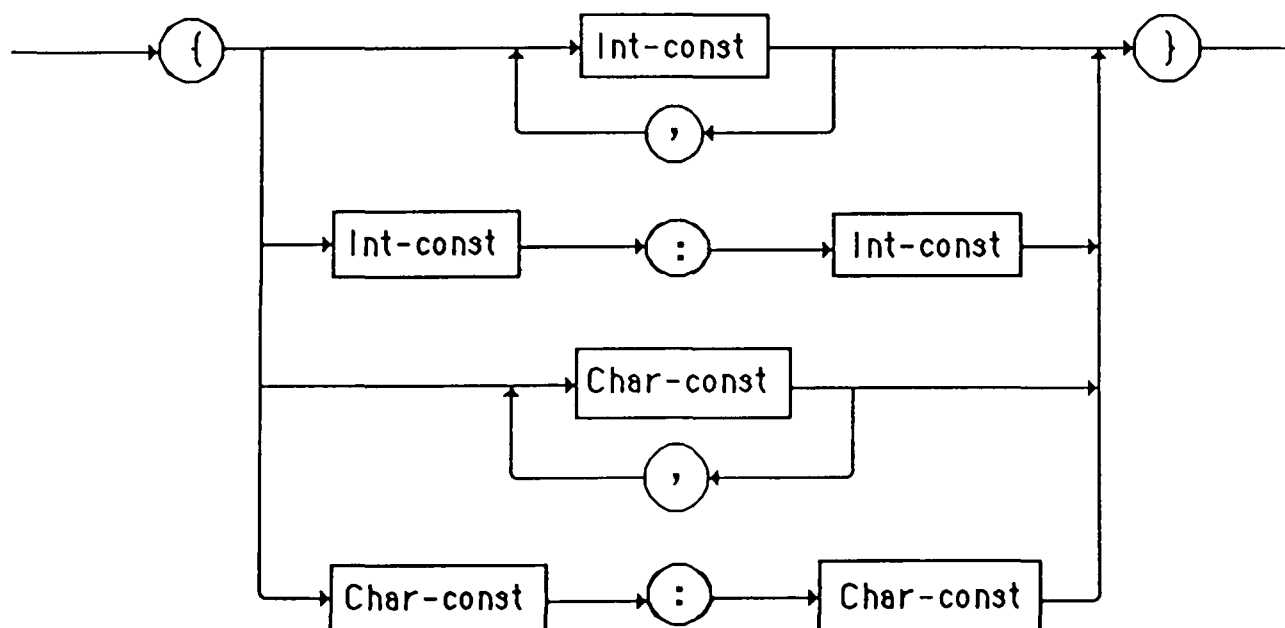 { Int-const }
,
Int-const : Int-const
Char-const
,
Char-const : Char-const